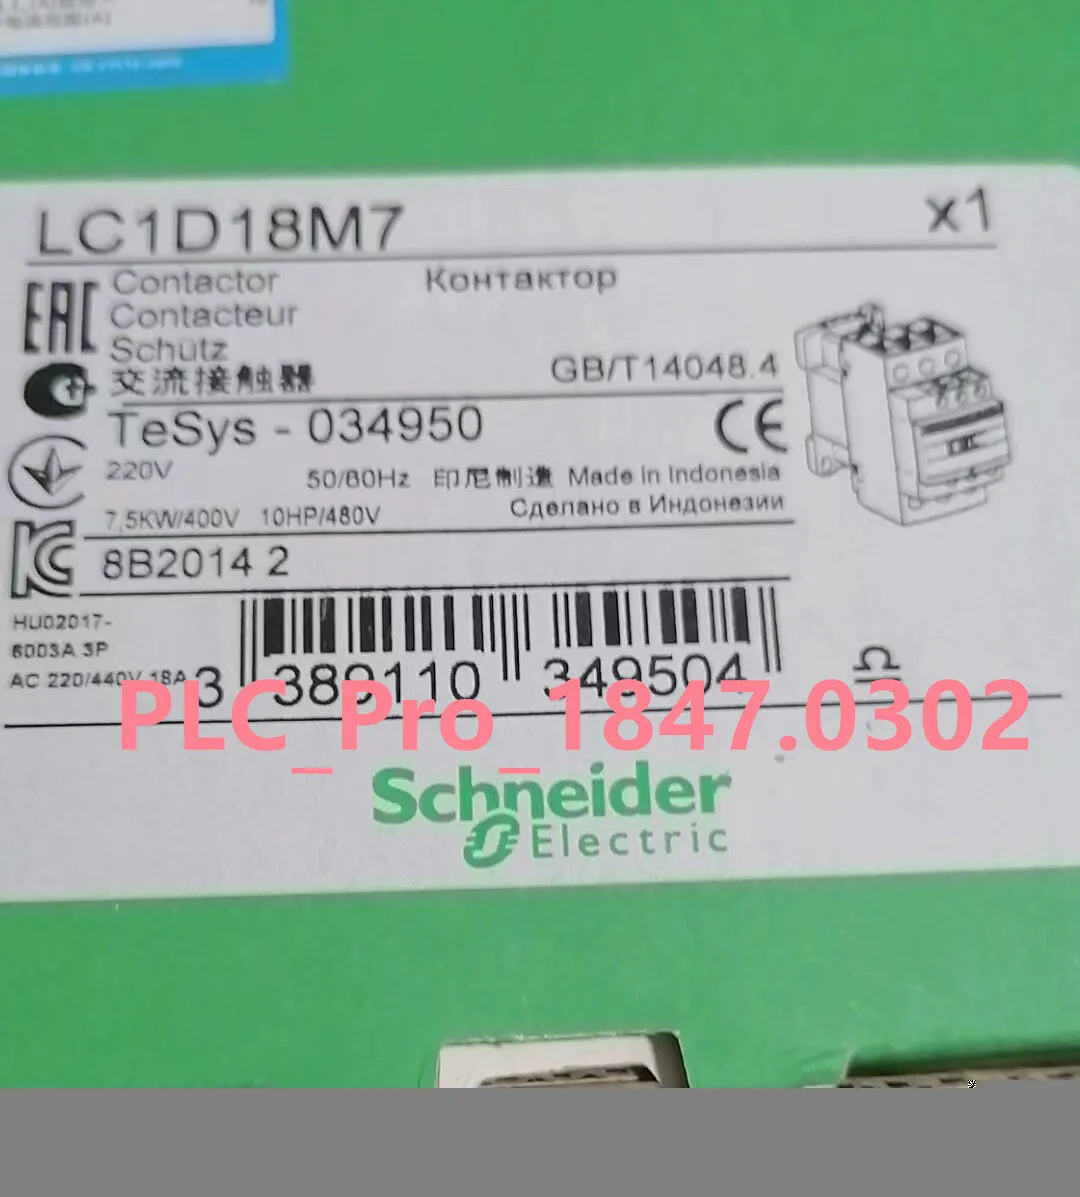 LC1D18M7 x1
Contactor Контактор
Contacteur
Schütz
交流接触器 GB/T14048.4
TeSys - 034950 CE
220V 50/60Hz 印尼制造 Made in Indonesia
7,5KW/400V 10HP/480V Сделано в Индонезии
8B2014 2
HU02017-
6003A 3P
AC 220/440V 18A
3 389110 349504
PLC_Pro_1847.0302
Schneider
Electric